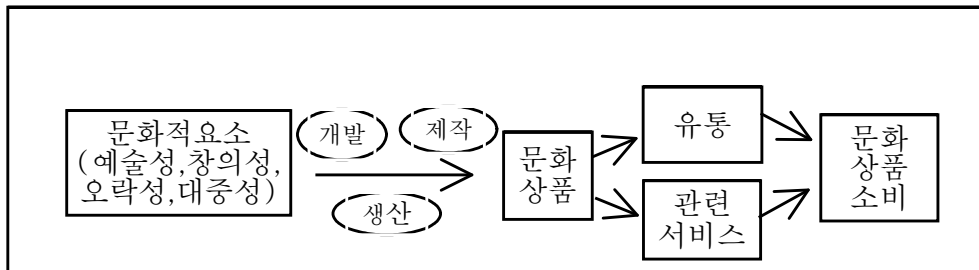 문화적요소
(예술성,창의성,
오락성,대중성)
개발
제작
생산
문화
상품
유통
관련
서비스
문화
상품
소비